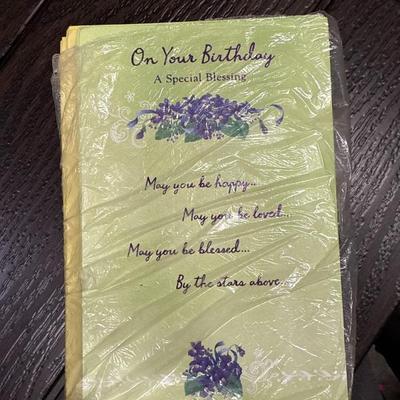 On Your Birthday
A Special Blessing
May you be happy...
May you be loved...
May you be blessed....
By the stars above...